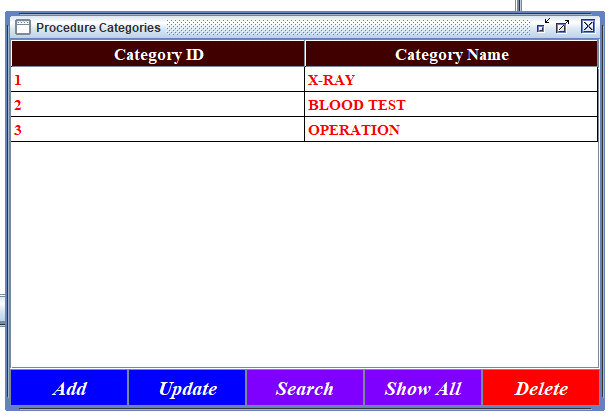 Procedure Categories
Category ID Category Name
1 X-RAY
2 BLOOD TEST
3 OPERATION
Add Update Search Show All Delete